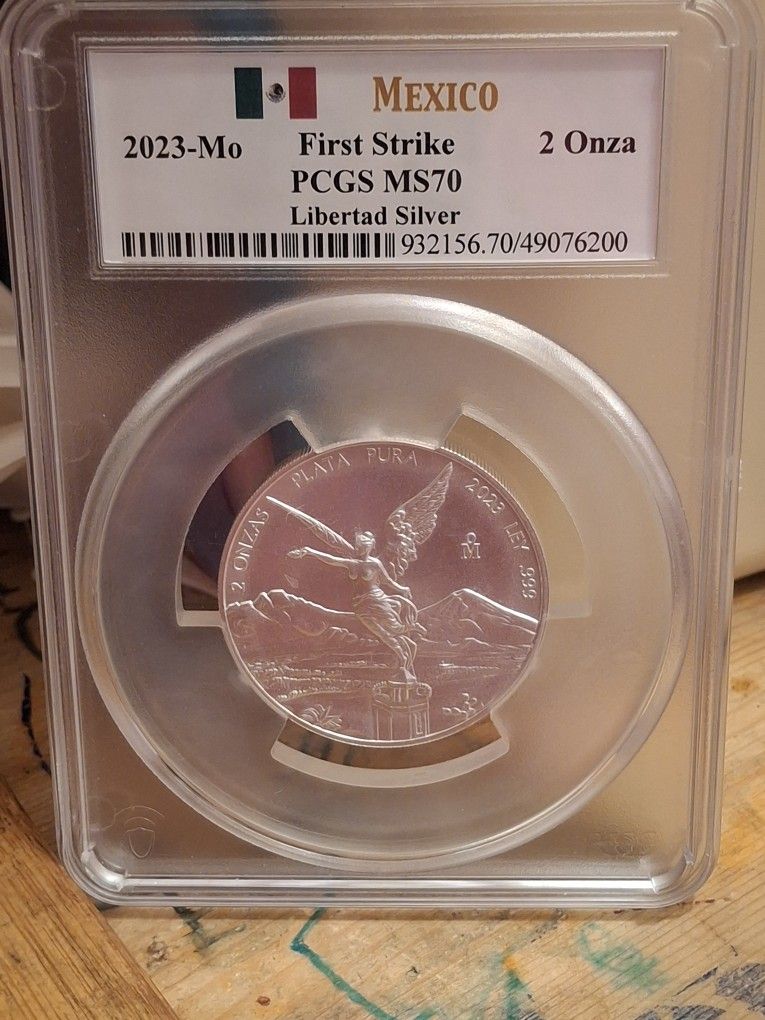 MEXICO
2023-Mo First Strike 2 Onza
PCGS MS70
Libertad Silver
932156.70/49076200
2 ONZAS PLATA PURA 2023 LEY .999
M